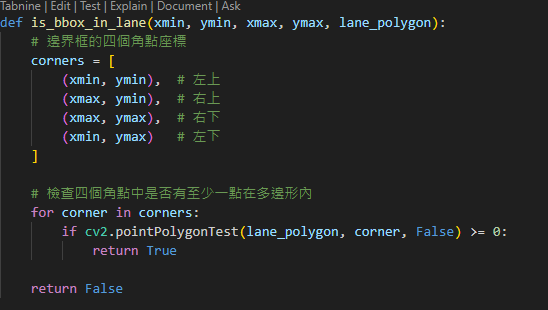 Tabnine | Edit | Test | Explain | Document | Ask
def is_bbox_in_lane(xmin, ymin, xmax, ymax, lane_polygon):
    # 邊界框的四個角點座標
    corners = [
        (xmin, ymin),  # 左上
        (xmax, ymin),  # 右上
        (xmax, ymax),  # 右下
        (xmin, ymax)   # 左下
    ]
    # 檢查四個角點中是否有至少一點在多邊形內
    for corner in corners:
        if cv2.pointPolygonTest(lane_polygon, corner, False) >= 0:
            return True
    return False